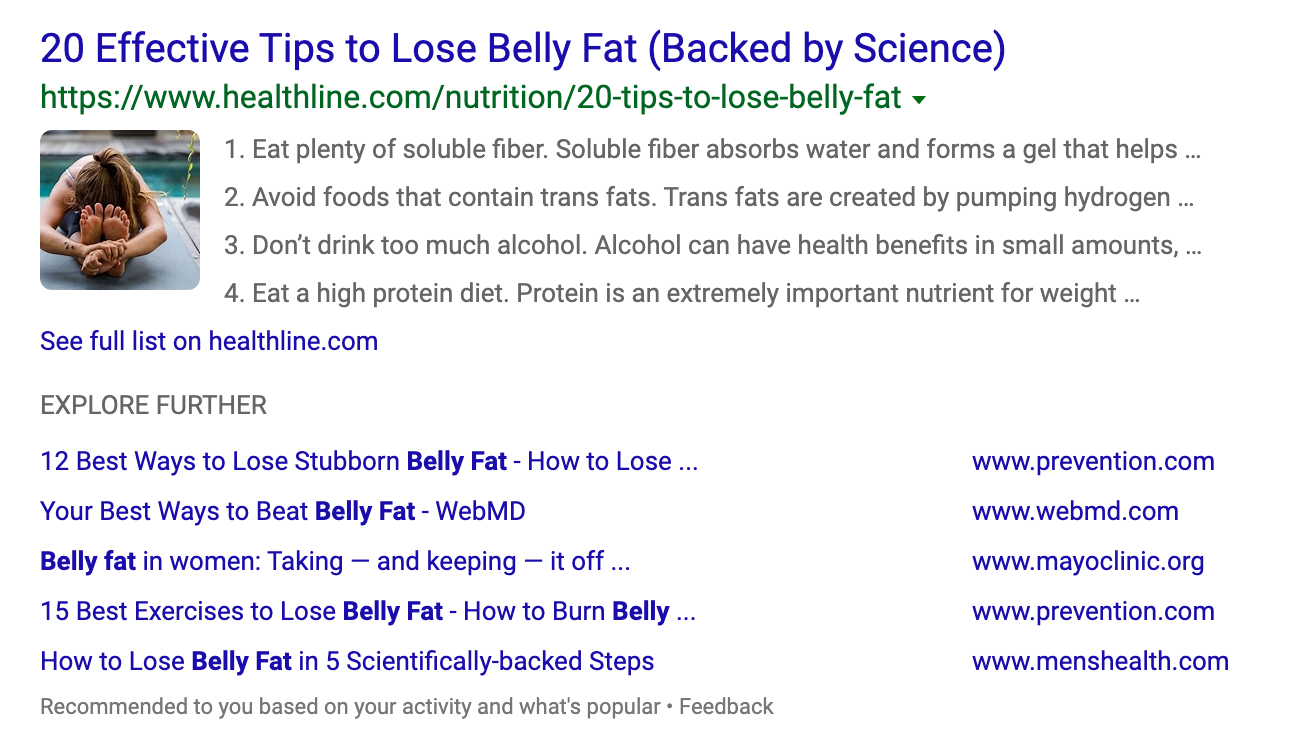 20 Effective Tips to Lose Belly Fat (Backed by Science)
https://www.healthline.com/nutrition/20-tips-to-lose-belly-fat
1. Eat plenty of soluble fiber. Soluble fiber absorbs water and forms a gel that helps ...
2. Avoid foods that contain trans fats. Trans fats are created by pumping hydrogen ...
3. Don’t drink too much alcohol. Alcohol can have health benefits in small amounts, ...
4. Eat a high protein diet. Protein is an extremely important nutrient for weight ...
See full list on healthline.com
EXPLORE FURTHER
12 Best Ways to Lose Stubborn Belly Fat - How to Lose ... www.prevention.com
Your Best Ways to Beat Belly Fat - WebMD www.webmd.com
Belly fat in women: Taking — and keeping — it off ... www.mayoclinic.org
15 Best Exercises to Lose Belly Fat - How to Burn Belly ... www.prevention.com
How to Lose Belly Fat in 5 Scientifically-backed Steps www.menshealth.com
Recommended to you based on your activity and what's popular • Feedback